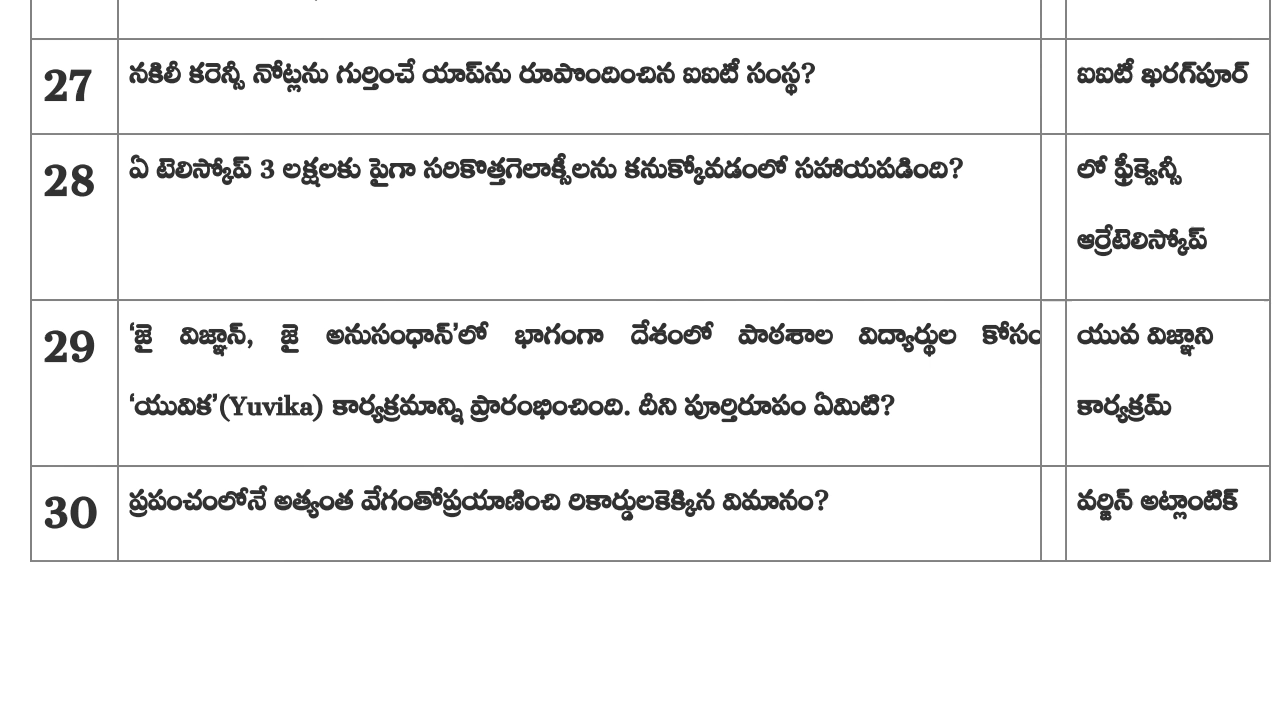 27 నకిలీ కరెన్సీ నోట్లను గుర్తించే యాప్‌ను రూపొందించిన ఐఐటీ సంస్థ? ఐఐటీ ఖరగ్‌పూర్
28 ఏ టెలిస్కోప్ 3 లక్షలకు పైగా సరికొత్తగెలాక్సీలను కనుక్కోవడంలో సహాయపడింది? లో ఫ్రీక్వెన్సీ
ఆర్రేటెలిస్కోప్
29 ‘జై విజ్ఞాన్, జై అనుసంధాన్’లో భాగంగా దేశంలో పాఠశాల విద్యార్థుల కోసం యువ విజ్ఞాని
‘యువిక’(Yuvika) కార్యక్రమాన్ని ప్రారంభించింది. దీని పూర్తిరూపం ఏమిటి? కార్యక్రమ్
30 ప్రపంచంలోనే అత్యంత వేగంతోప్రయాణించి రికార్డులకెక్కిన విమానం? వర్జిన్ అట్లాంటిక్